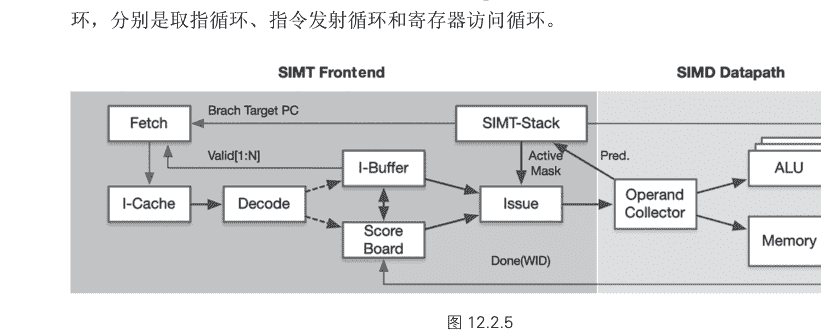 环，分别是取指循环、指令发射循环和寄存器访问循环。
SIMT Frontend
SIMD Datapath
Fetch
Brach Target PC
SIMT-Stack
Valid[1:N]
I-Buffer
Active
Mask
Pred.
ALU
I-Cache
Decode
Issue
Operand
Collector
Score
Board
Memory
Done(WID)
图 12.2.5